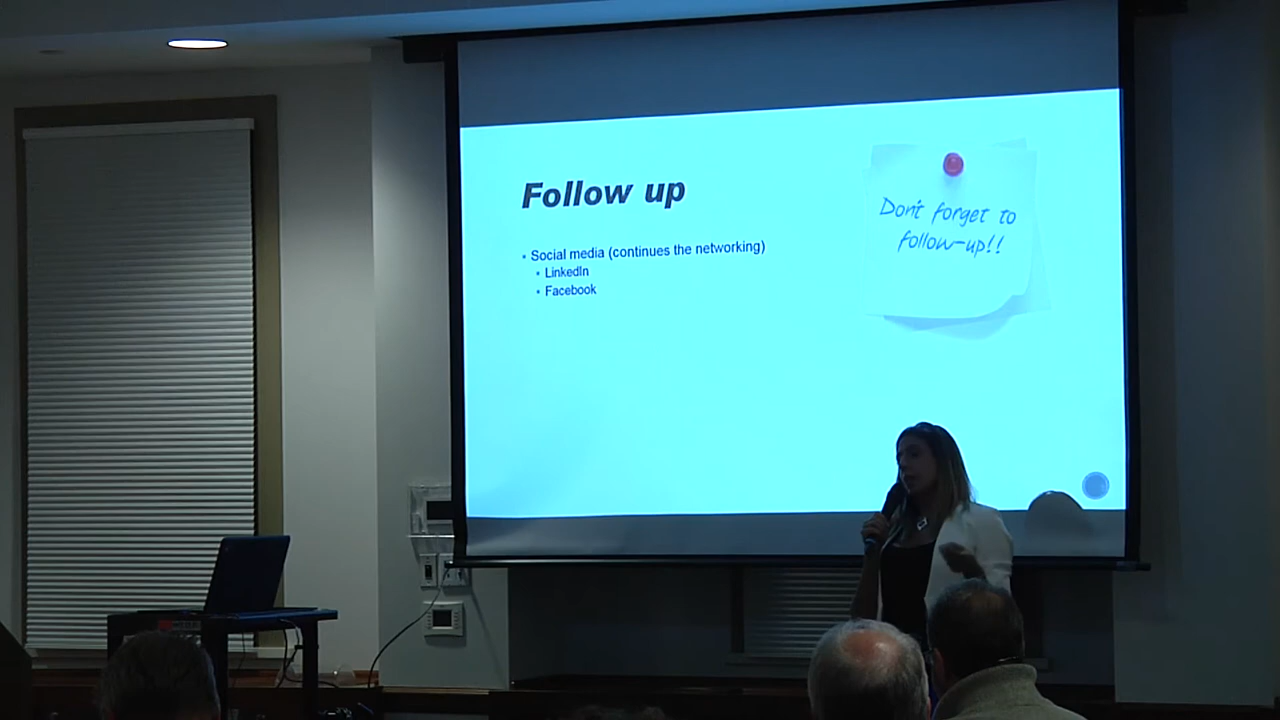 Follow up
• Social media (continues the networking)
• LinkedIn
• Facebook
Don't forget to
follow-up!!